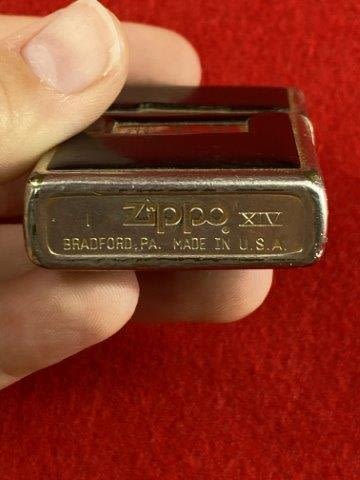 I Zippo XIV
BRADFORD, PA. MADE IN U.S.A.